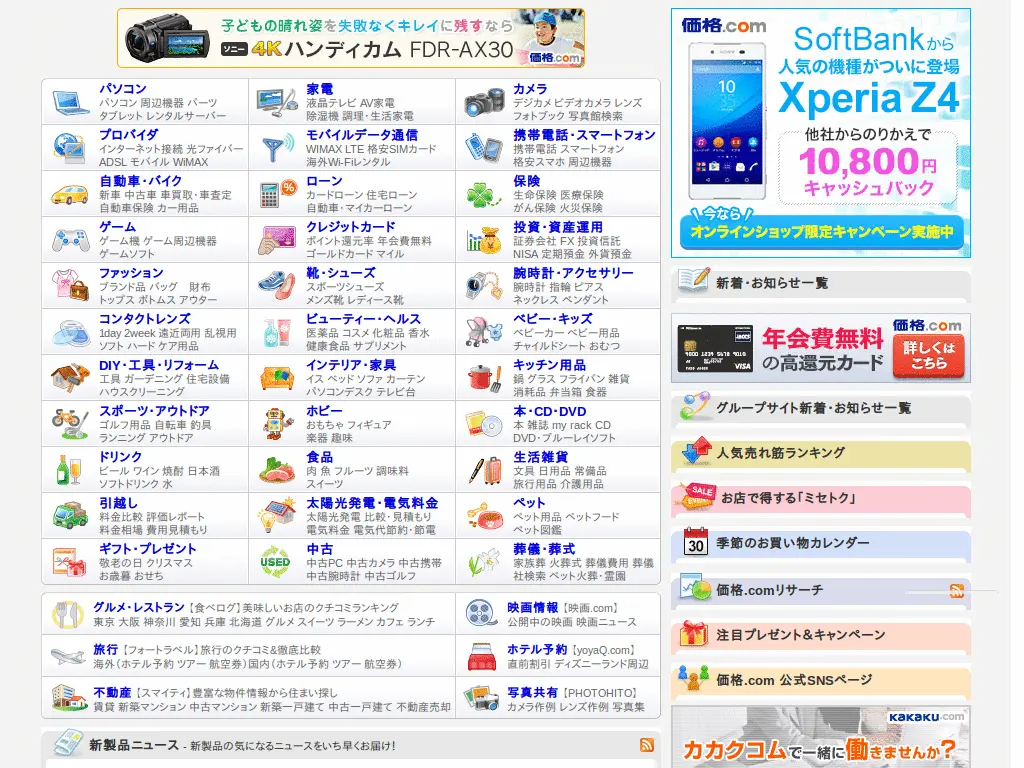 子どもの晴れ姿を失敗なくキレイに残すなら
ソニー 4K ハンディカム FDR-AX30
価格.com
パソコン
パソコン 周辺機器 パーツ
タブレット レンタルサーバー
家電
液晶テレビ AV家電
除湿機 調理・生活家電
カメラ
デジカメ ビデオカメラ レンズ
フォトブック 写真館検索
プロバイダ
インターネット接続 光ファイバー
ADSL モバイル WiMAX
モバイルデータ通信
WIMAX LTE 格安SIMカード
海外Wi-Fiレンタル
携帯電話・スマートフォン
携帯電話 スマートフォン
格安スマホ 周辺機器
自動車・バイク
新車 中古車 車買取・車査定
自動車保険 カー用品
ローン
カードローン 住宅ローン
自動車・マイカーローン
保険
生命保険 医療保険
がん保険 火災保険
ゲーム
ゲーム機 ゲーム周辺機器
ゲームソフト
クレジットカード
ポイント還元率 年会費無料
ゴールドカード マイル
投資・資産運用
証券会社 FX 投資信託
NISA 定期預金 外貨預金
ファッション
ブランド品 バッグ 財布
トップス ボトムス アウター
靴・シューズ
スポーツシューズ
メンズ靴 レディース靴
腕時計・アクセサリー
腕時計 指輪 ピアス
ネックレス ペンダント
コンタクトレンズ
1day 2week 遠近両用 乱視用
ソフト ハード ケア用品
ビューティー・ヘルス
医薬品 コスメ 化粧品 香水
健康食品 サプリメント
ベビー・キッズ
ベビーカー ベビー用品
チャイルドシート おむつ
DIY・工具・リフォーム
工具 ガーデニング 住宅設備
ハウスクリーニング
インテリア・家具
イス ベッド ソファ カーテン
パソコンデスク テレビ台
キッチン用品
鍋 グラス フライパン 雑貨
消耗品 弁当箱 食器
スポーツ・アウトドア
ゴルフ用品 自転車 釣具
ランニング アウトドア
ホビー
おもちゃ フィギュア
楽器 趣味
本・CD・DVD
本 雑誌 my rack CD
DVD・ブルーレイソフト
ドリンク
ビール ワイン 焼酎 日本酒
ソフトドリンク 水
食品
肉 魚 フルーツ 調味料
スイーツ
生活雑貨
文具 日用品 常備品
旅行用品 介護用品
引越し
料金比較 評価レポート
料金相場 費用見積もり
太陽光発電・電気料金
太陽光発電 比較・見積もり
電気料金 電気代節約・節電
ペット
ペット用品 ペットフード
ペット図鑑
ギフト・プレゼント
敬老の日 クリスマス
お歳暮 おせち
USED
中古
中古PC 中古カメラ 中古携帯
中古腕時計 中古ゴルフ
葬儀・葬式
家族葬 火葬式 葬儀費用 葬儀
社検索 ペット火葬・霊園
グルメ・レストラン【食べログ】美味しいお店のクチコミランキング
東京 大阪 神奈川 愛知 兵庫 北海道 グルメ スイーツ ラーメン カフェ ランチ
映画情報【映画.com】
公開中の映画 映画ニュース
旅行【フォートラベル】旅行のクチコミ&徹底比較
海外(ホテル予約 ツアー 航空券)国内(ホテル予約 ツアー 航空券)
ホテル予約【yoyaQ.com】
直前割引 ディズニーランド周辺
不動産【スマイティ】豊富な物件情報から住まい探し
賃貸 新築マンション 中古マンション 新築一戸建て 中古一戸建て 不動産売却
写真共有【PHOTOHITO】
カメラ作例 レンズ作例 写真集
新製品ニュース - 新製品の気になるニュースをいち早くお届け!
価格.com
SoftBankから
人気の機種がついに登場
Xperia Z4
10
他社からのりかえで
10,800円
キャッシュバック
今なら
オンラインショップ限定キャンペーン実施中
新着・お知らせ一覧
価格.com
年会費無料
の高還元カード
詳しくは
こちら
VISA
グループサイト新着・お知らせ一覧
人気売れ筋ランキング
SALE
EVENT
お店で得する「ミセトク」
30
季節のお買い物カレンダー
価格.comリサーチ
注目プレゼント&キャンペーン
価格.com 公式SNSページ
KAKAKU.com
カカクコムで一緒に働きませんか?